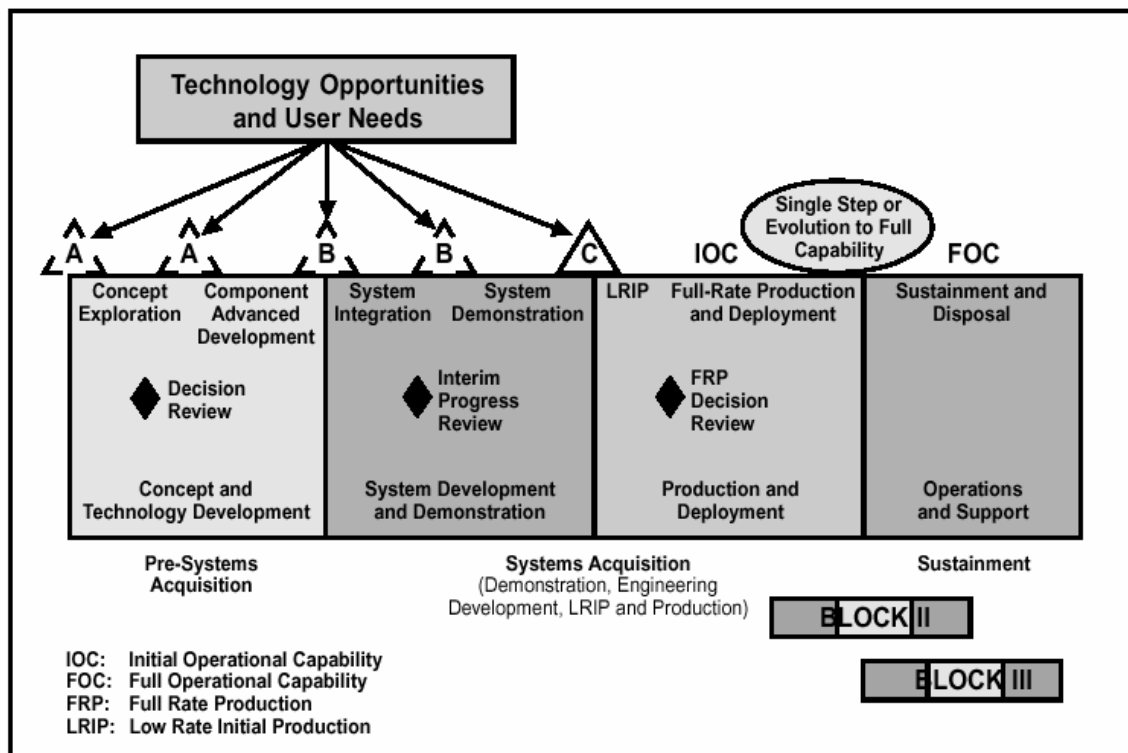 Technology Opportunities
and User Needs
A
A
B
B
C
IOC
Single Step or
Evolution to Full
Capability
FOC
Concept
Exploration
Component
Advanced
Development
System
Integration
System
Demonstration
LRIP
Full-Rate Production
and Deployment
Sustainment and
Disposal
Decision
Review
Interim
Progress
Review
FRP
Decision
Review
Concept and
Technology Development
System Development
and Demonstration
Production and
Deployment
Operations
and Support
Pre-Systems
Acquisition
Systems Acquisition
(Demonstration, Engineering
Development, LRIP and Production)
Sustainment
BLOCK II
BLOCK III
IOC: Initial Operational Capability
FOC: Full Operational Capability
FRP: Full Rate Production
LRIP: Low Rate Initial Production